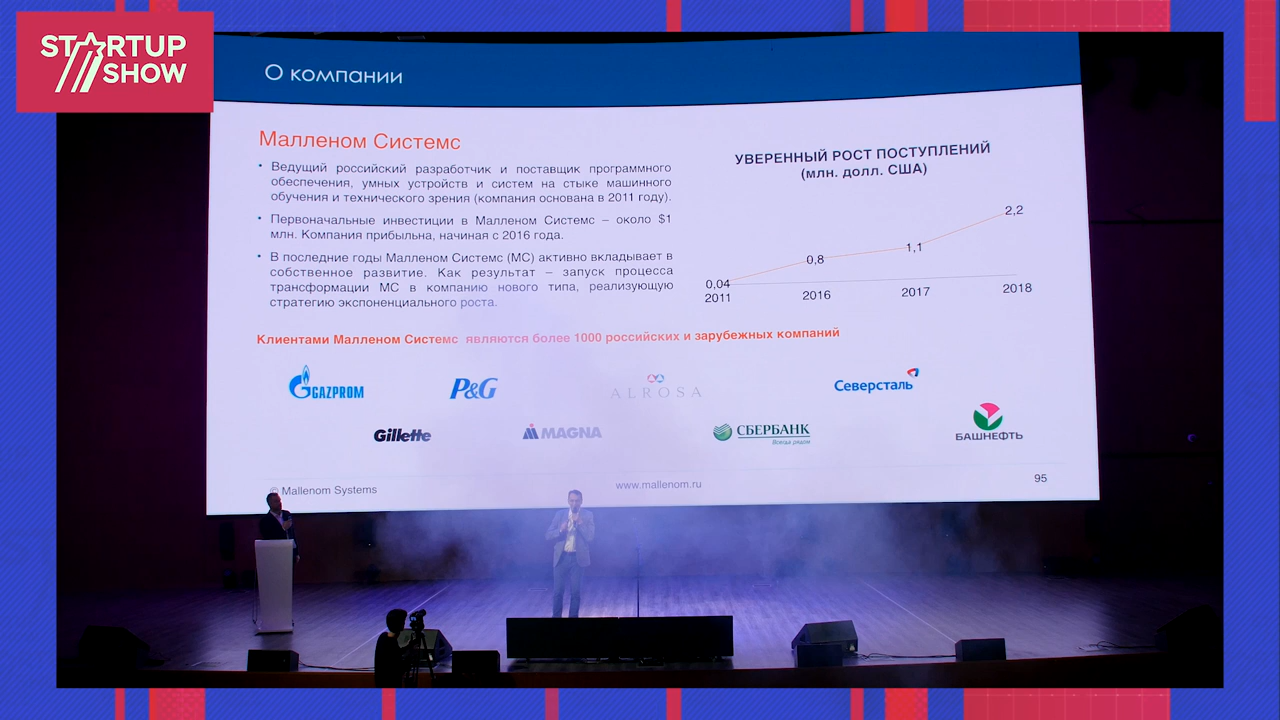 STARTUP
SHOW
О компании
Малленом Системс
• Ведущий российский разработчик и поставщик программного
обеспечения, умных устройств и систем на стыке машинного
обучения и технического зрения (компания основана в 2011 году).
• Первоначальные инвестиции в Малленом Системс – около $1
млн. Компания прибыльна, начиная с 2016 года.
• В последние годы Малленом Системс (МС) активно вкладывает в
собственное развитие. Как результат – запуск процесса
трансформации МС в компанию нового типа, реализующую
стратегию экспоненциального роста.
УВЕРЕННЫЙ РОСТ ПОСТУПЛЕНИЙ
(млн. долл. США)
2,2
1,1
0,8
0,04
2011 2016 2017 2018
Клиентами Малленом Системс являются более 1000 российских и зарубежных компаний
GAZPROM P&G ALROSA Северсталь
Gillette MAGNA СБЕРБАНК
Всегда рядом
БАШНЕФТЬ
© Mallenom Systems www.mallenom.ru 95